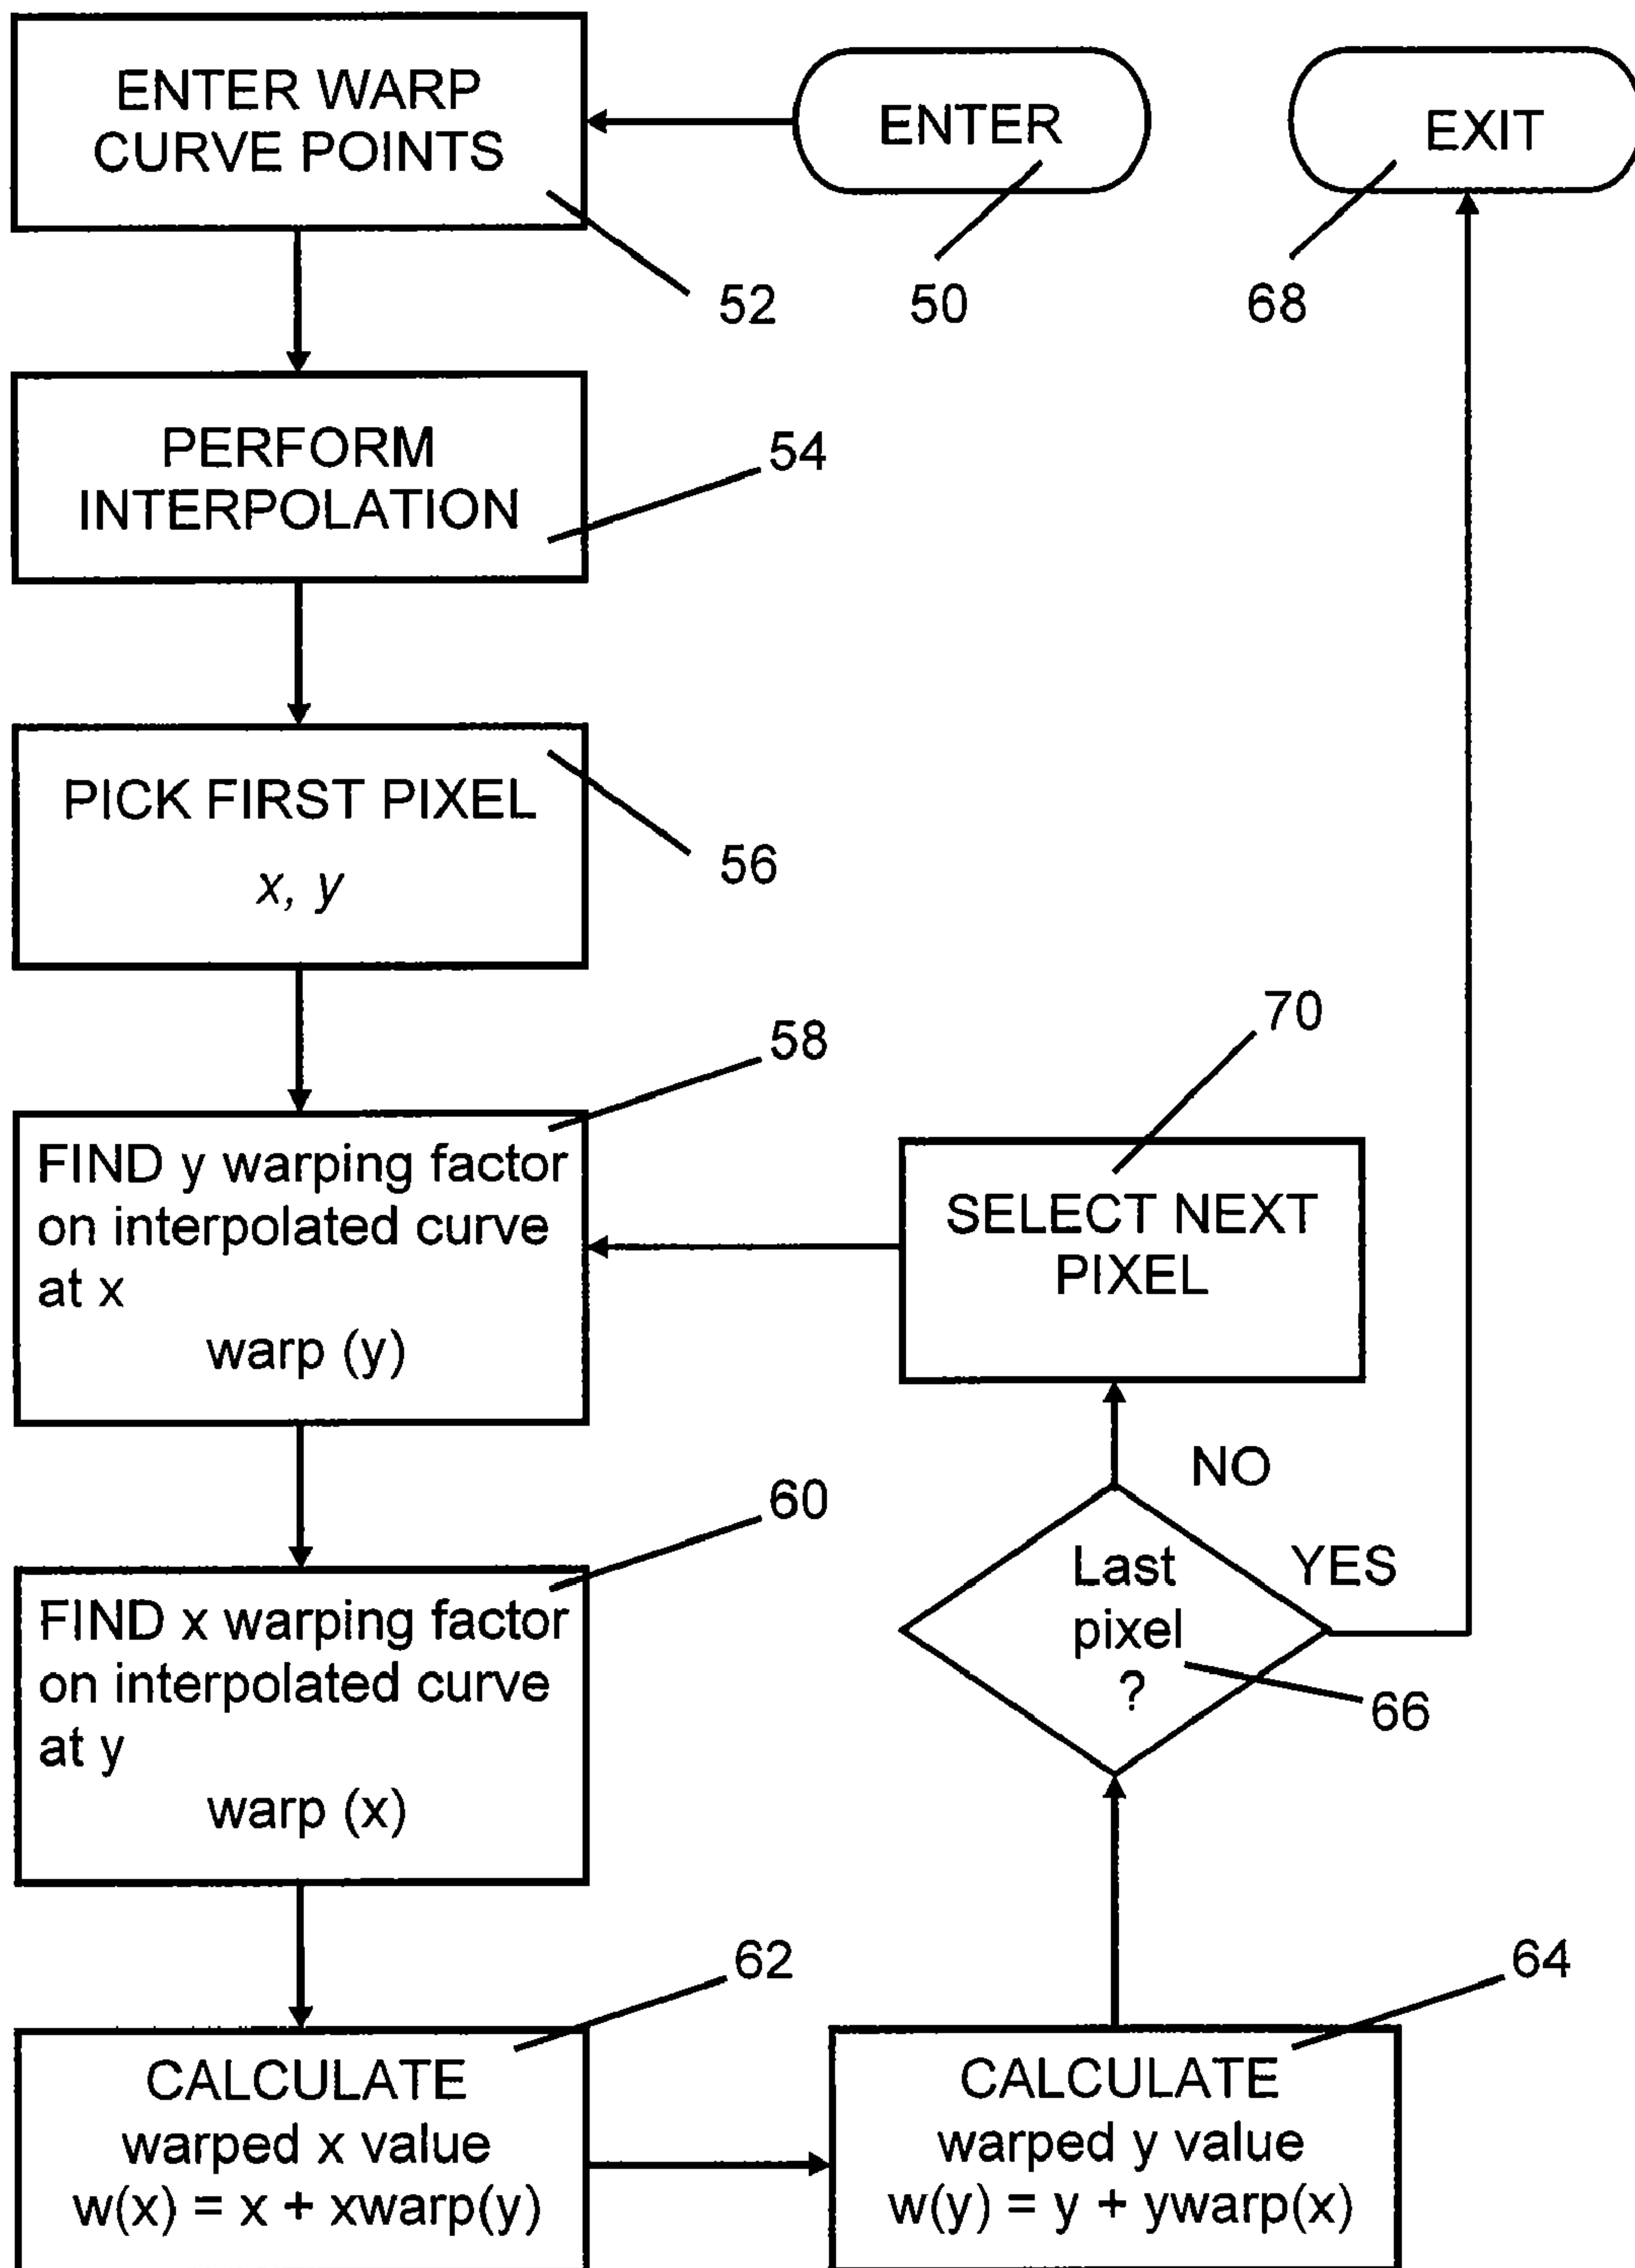 ENTER WARP
CURVE POINTS
52
ENTER
50
EXIT
68
PERFORM
INTERPOLATION
54
PICK FIRST PIXEL
x, y
56
FIND y warping factor
on interpolated curve
at x
warp (y)
58
SELECT NEXT
PIXEL
70
NO
YES
FIND x warping factor
on interpolated curve
at y
warp (x)
60
Last
pixel
?
66
CALCULATE
warped x value
w(x) = x + xwarp(y)
62
CALCULATE
warped y value
w(y) = y + ywarp(x)
64